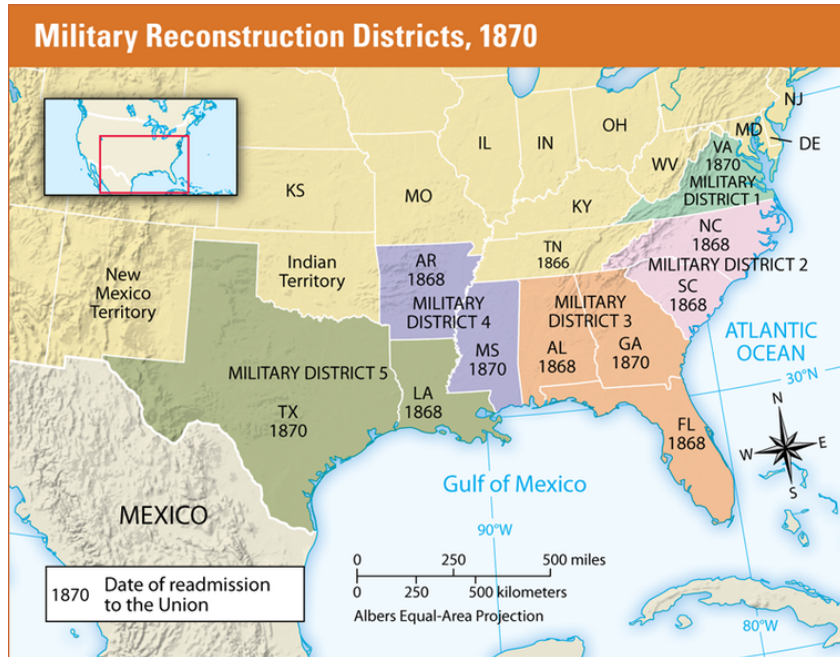 Military Reconstruction Districts, 1870
NJ
OH
IL
IN
MD
DE
VA
1870
WV
MILITARY
DISTRICT 1
KS
MO
KY
NC
1868
TN
1866
AR
1868
Indian
Territory
New
Mexico
Territory
MILITARY DISTRICT 2
SC
1868
MILITARY
DISTRICT 4
MILITARY
DISTRICT 3
ATLANTIC
OCEAN
MS
1870
AL
1868
GA
1870
30°N
MILITARY DISTRICT 5
LA
1868
TX
1870
FL
1868
N
W
E
S
Gulf of Mexico
MEXICO
90°W
0 250 500 miles
0 250 500 kilometers
Albers Equal-Area Projection
1870 Date of readmission
to the Union
80°W